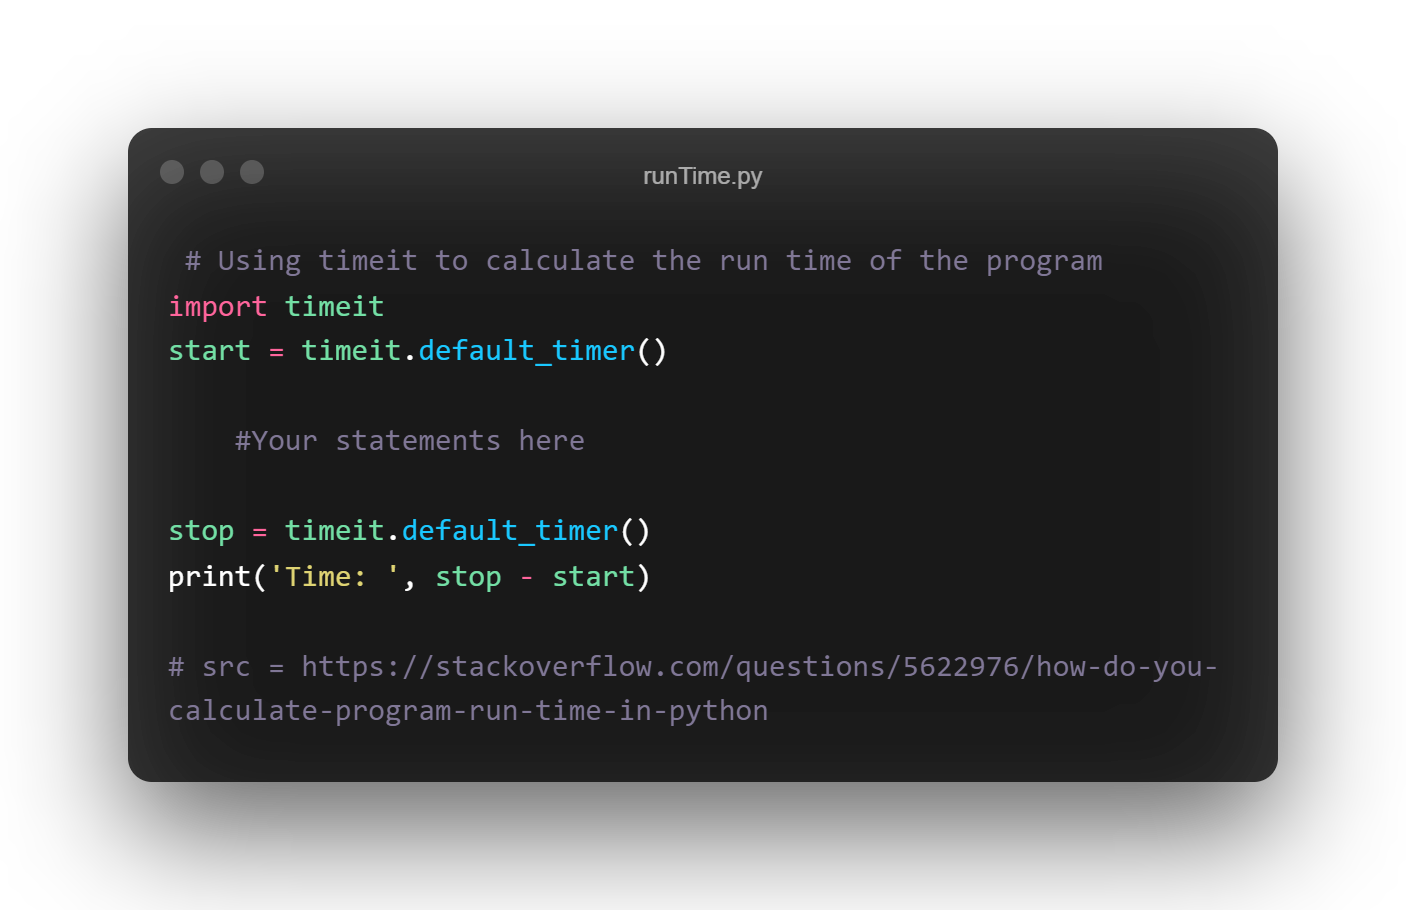 runTime.py
# Using timeit to calculate the run time of the program
import timeit
start = timeit.default_timer()
#Your statements here
stop = timeit.default_timer()
print('Time: ', stop - start)
# src = https://stackoverflow.com/questions/5622976/how-do-you-
calculate-program-run-time-in-python